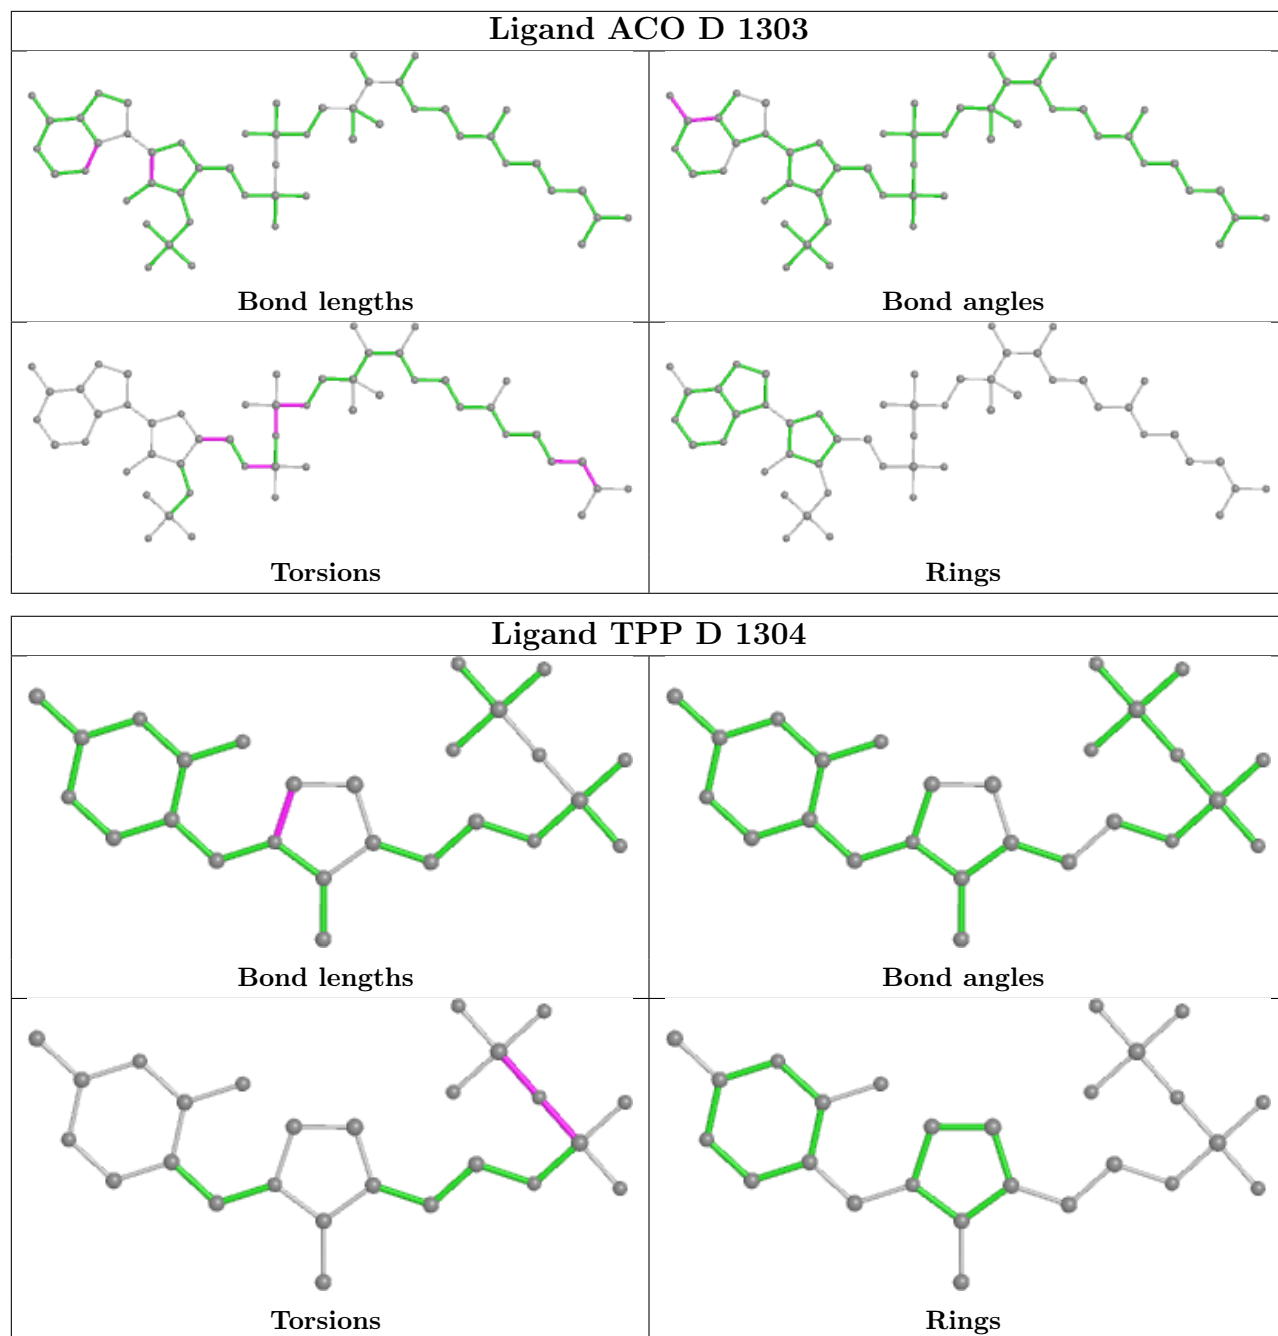 Ligand ACO D 1303
Bond lengths
Bond angles
Torsions
Rings
Ligand TPP D 1304
Bond lengths
Bond angles
Torsions
Rings